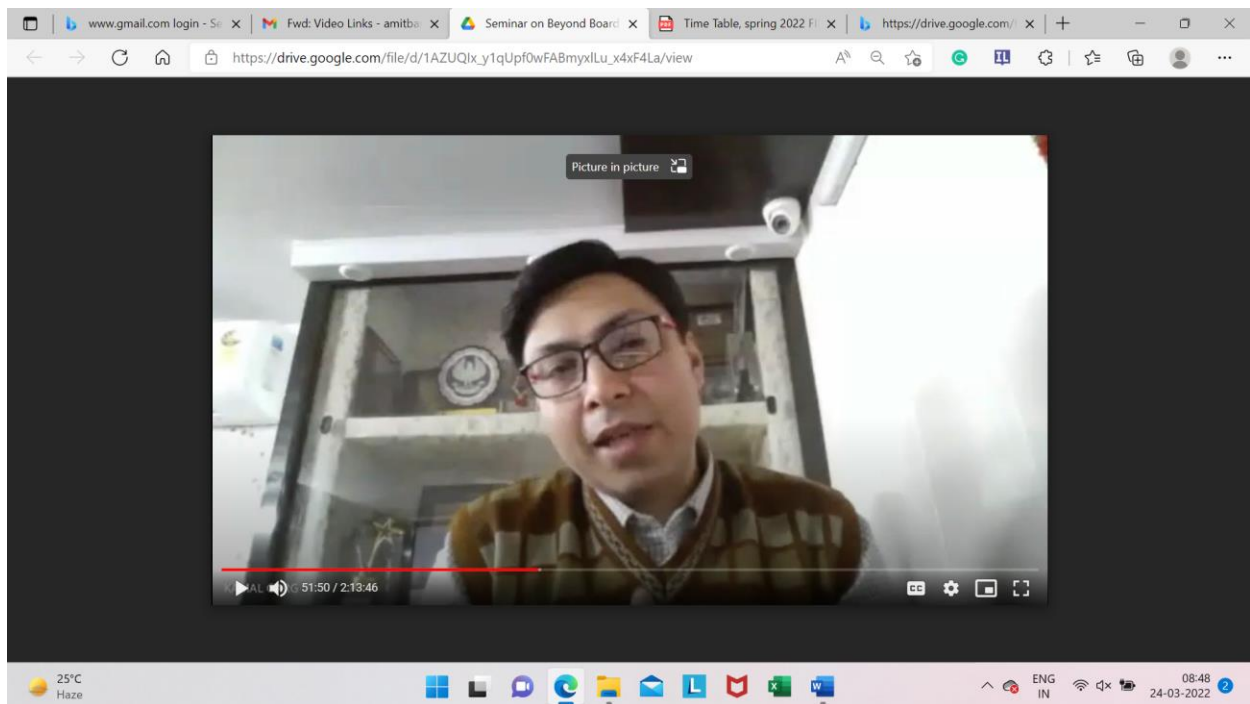 www.gmail.com login - Se
Fwd: Video Links - amitba
Seminar on Beyond Board
Time Table, spring 2022 F
https://drive.google.com/
https://drive.google.com/file/d/1AZUQIx_y1qUpf0wFABmyxlLu_x4xF4La/view
Picture in picture
51:50 / 2:13:46
CC
25°C
Haze
ENG
IN
08:48
24-03-2022
2